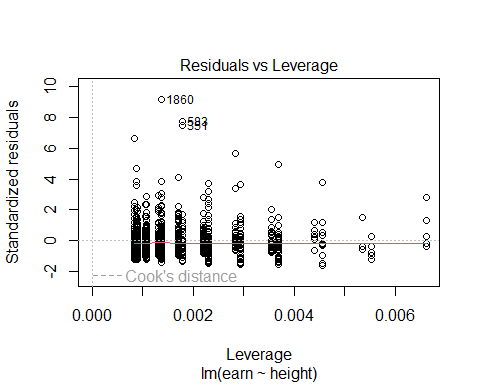 Residuals vs Leverage
Standardized residuals
10
8
6
4
2
0
-2
1860
583
351
Cook's distance
0.000
0.002
0.004
0.006
Leverage
lm(earn ~ height)